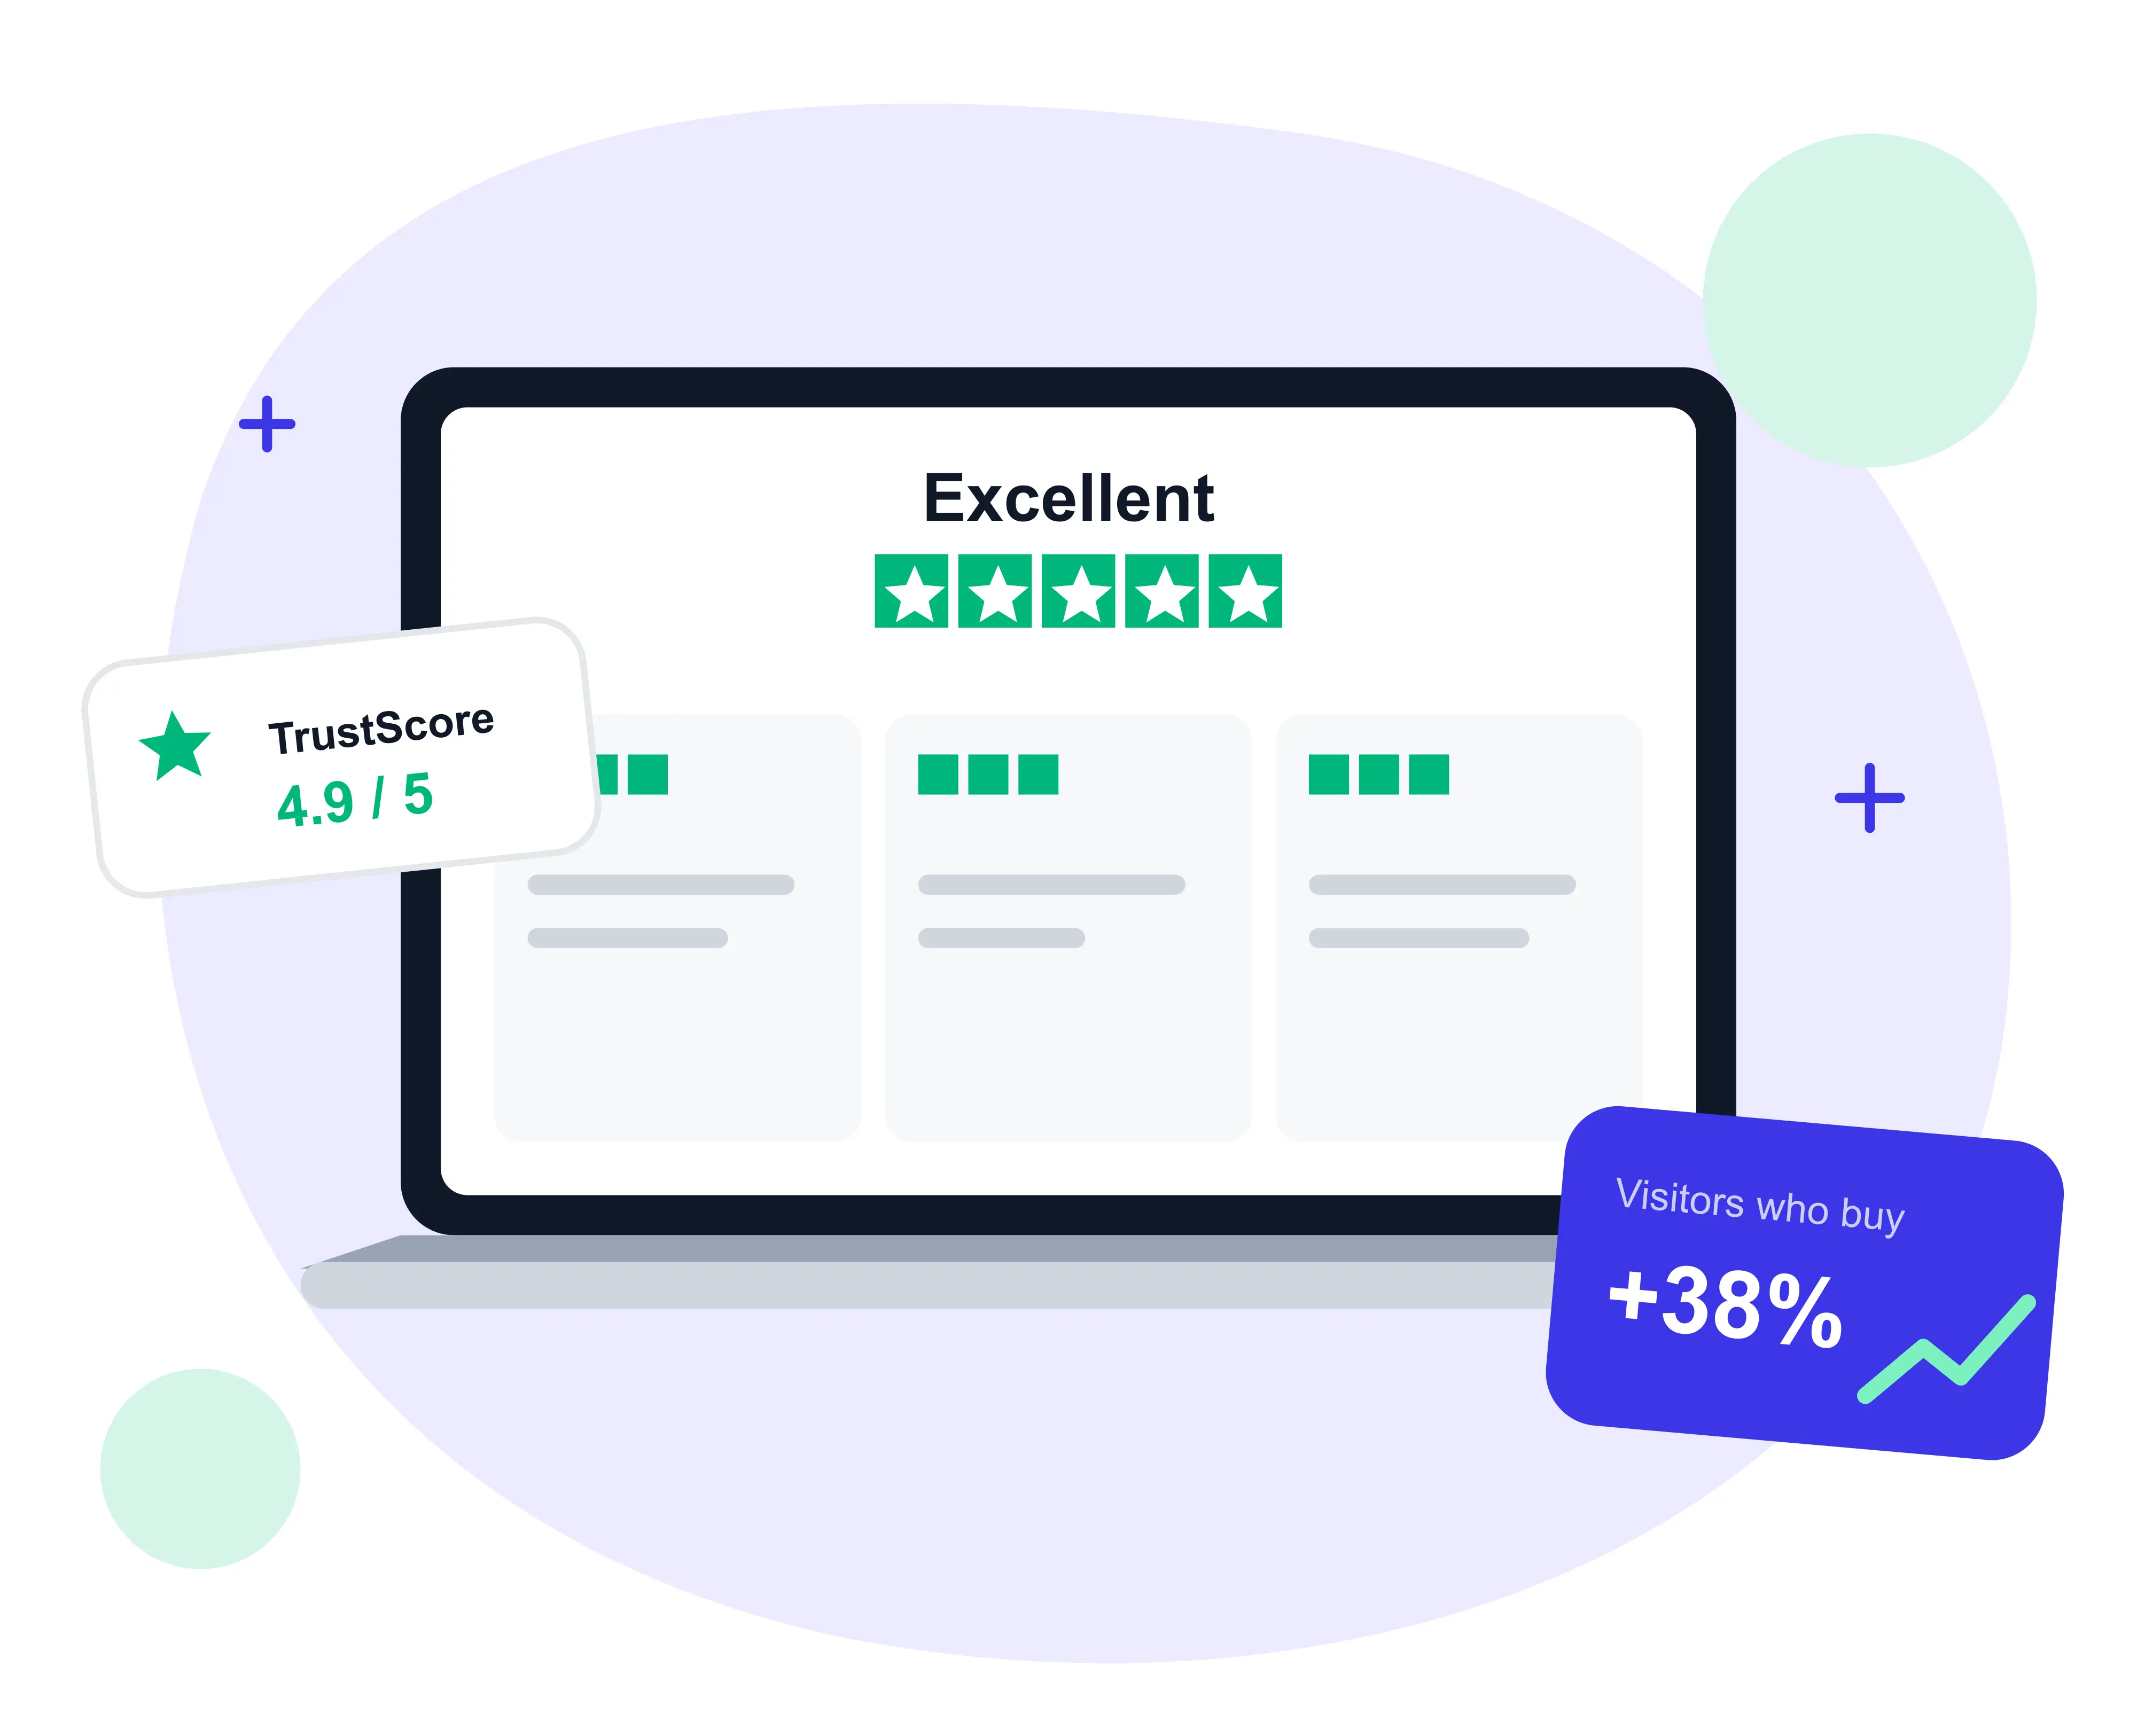 Excellent
TrustScore
4.9 / 5
Visitors who buy
+38%